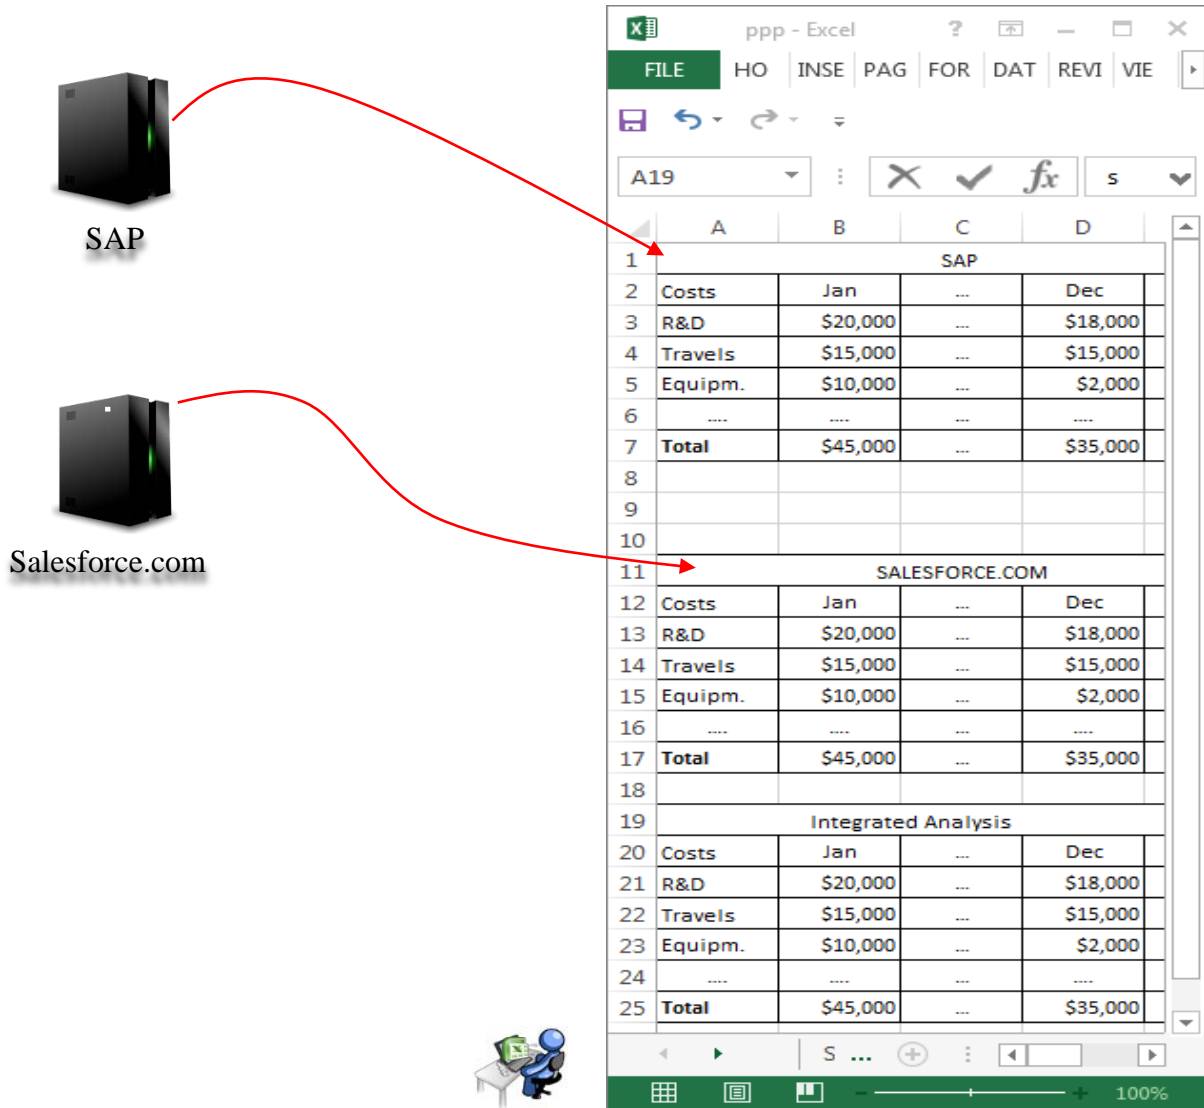 ppp - Excel ?
FILE HO INSE PAG FOR DAT REVI VIE
A19 fx s
A B C D
1 SAP
2 Costs Jan ... Dec
3 R&D $20,000 ... $18,000
4 Travels $15,000 ... $15,000
5 Equipm. $10,000 ... $2,000
6 .... .... ... ....
7 Total $45,000 ... $35,000
8
9
10
11 SALESFORCE.COM
12 Costs Jan ... Dec
13 R&D $20,000 ... $18,000
14 Travels $15,000 ... $15,000
15 Equipm. $10,000 ... $2,000
16 .... .... ... ....
17 Total $45,000 ... $35,000
18
19 Integrated Analysis
20 Costs Jan ... Dec
21 R&D $20,000 ... $18,000
22 Travels $15,000 ... $15,000
23 Equipm. $10,000 ... $2,000
24 .... .... ... ....
25 Total $45,000 ... $35,000
S ...
100%
SAP
Salesforce.com